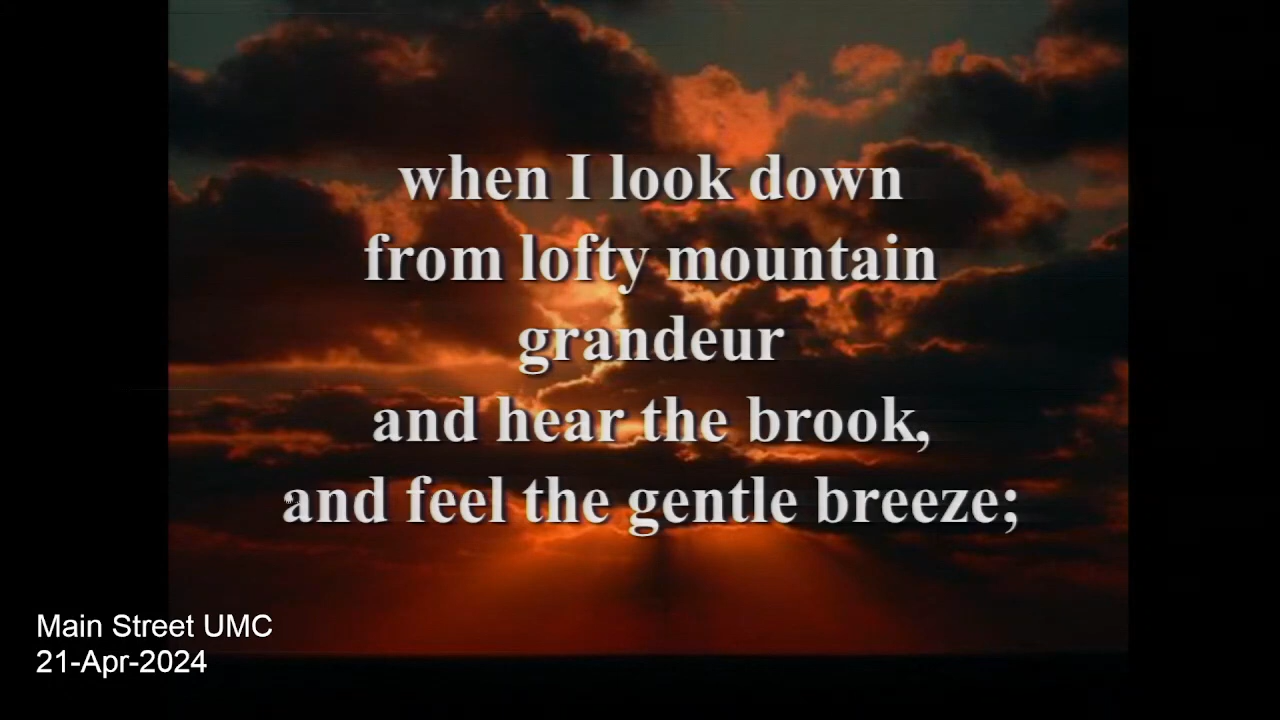 when I look down
from lofty mountain
grandeur
and hear the brook,
and feel the gentle breeze;
Main Street UMC
21-Apr-2024